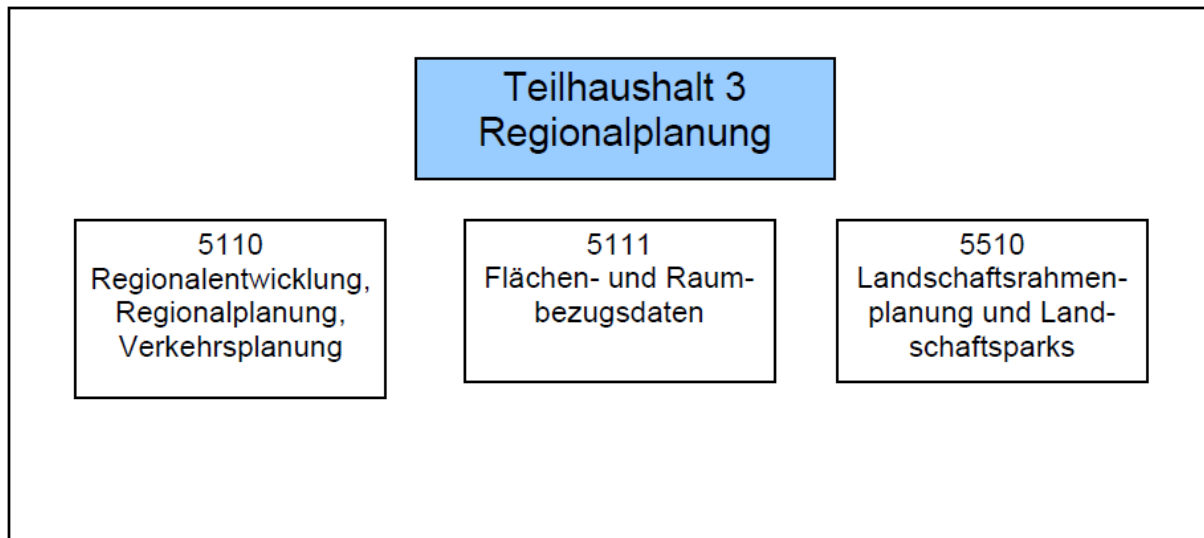 Teilhaushalt 3
Regionalplanung
5110
Regionalentwicklung,
Regionalplanung,
Verkehrsplanung
5111
Flächen- und Raum-
bezugsdaten
5510
Landschaftsrahmen-
planung und Land-
schaftsparks